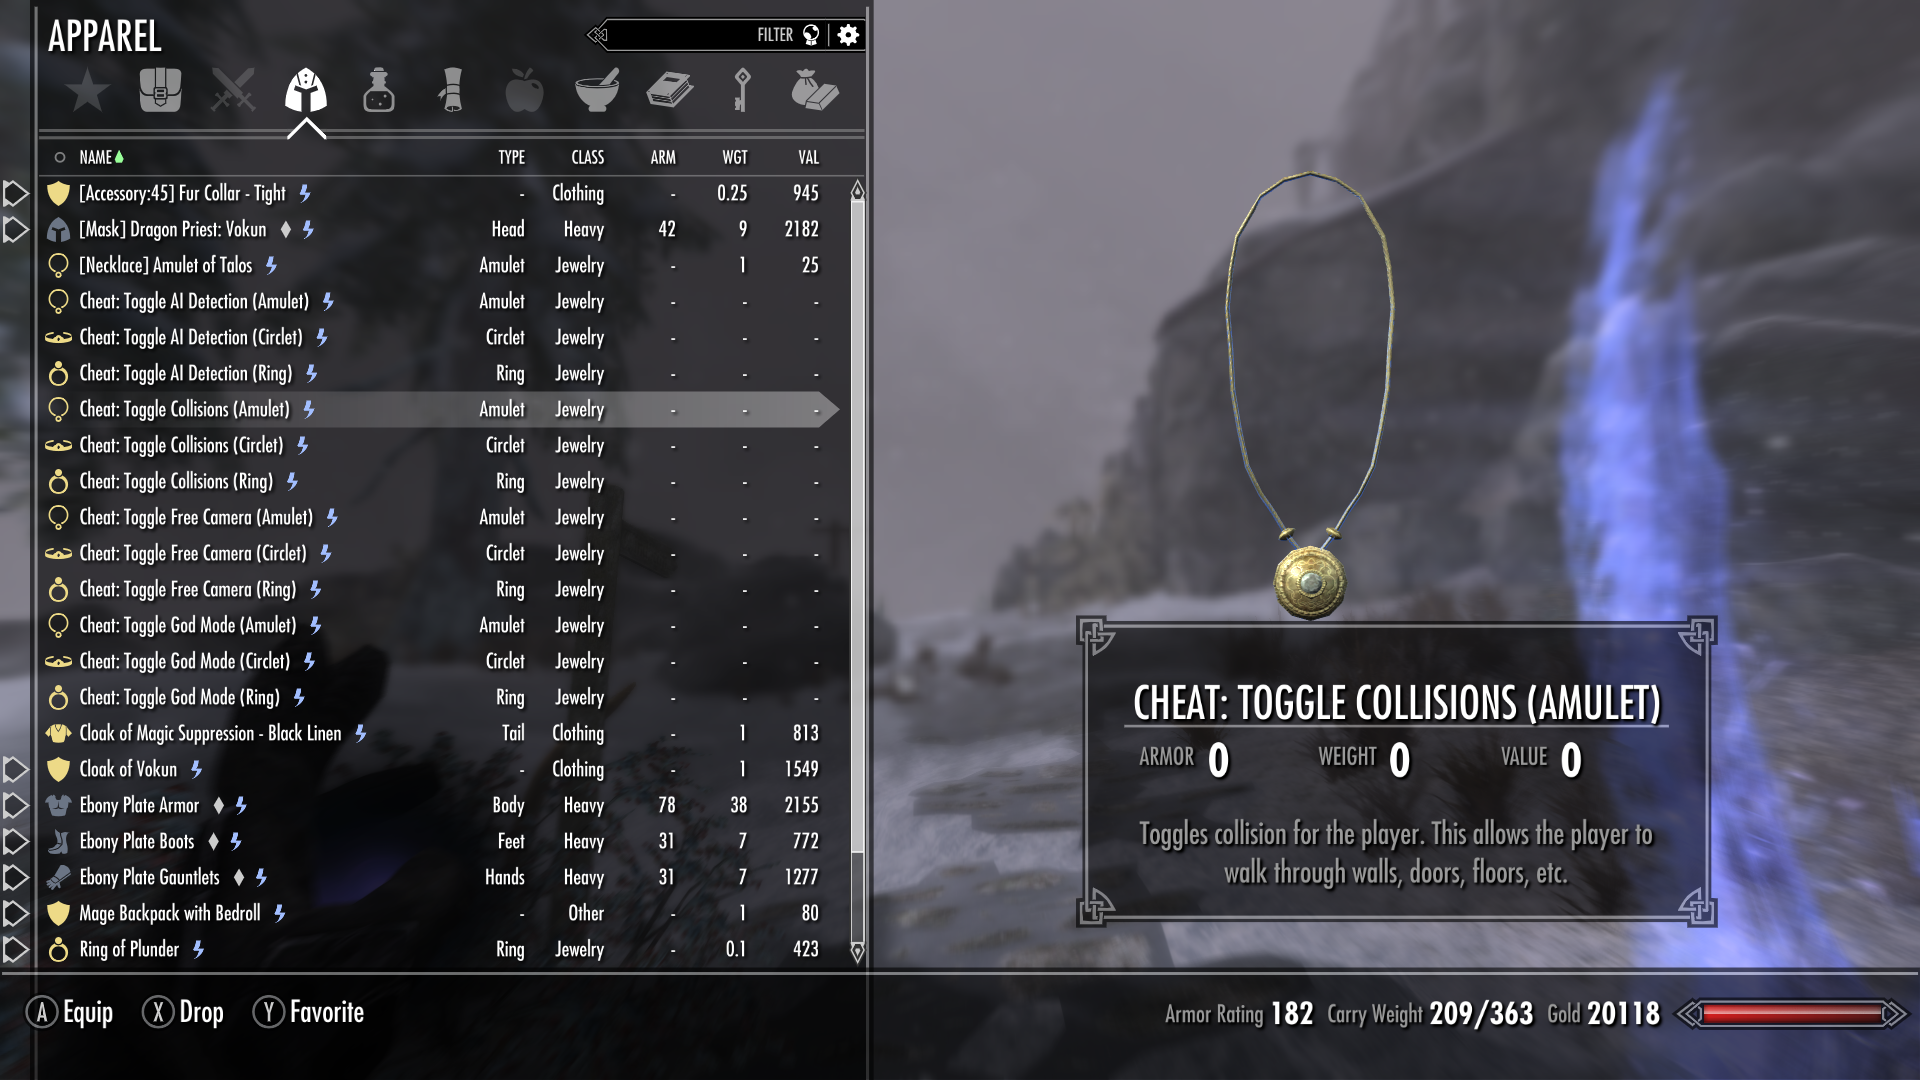 APPAREL
FILTER
NAME TYPE CLASS ARM WGT VAL
[Accessory:45] Fur Collar - Tight - Clothing - 0.25 945
[Mask] Dragon Priest: Vokun Head Heavy 42 9 2182
[Necklace] Amulet of Talos Amulet Jewelry - 1 25
Cheat: Toggle AI Detection (Amulet) Amulet Jewelry - - -
Cheat: Toggle AI Detection (Circlet) Circlet Jewelry - - -
Cheat: Toggle AI Detection (Ring) Ring Jewelry - - -
Cheat: Toggle Collisions (Amulet) Amulet Jewelry - - -
Cheat: Toggle Collisions (Circlet) Circlet Jewelry - - -
Cheat: Toggle Collisions (Ring) Ring Jewelry - - -
Cheat: Toggle Free Camera (Amulet) Amulet Jewelry - - -
Cheat: Toggle Free Camera (Circlet) Circlet Jewelry - - -
Cheat: Toggle Free Camera (Ring) Ring Jewelry - - -
Cheat: Toggle God Mode (Amulet) Amulet Jewelry - - -
Cheat: Toggle God Mode (Circlet) Circlet Jewelry - - -
Cheat: Toggle God Mode (Ring) Ring Jewelry - - -
Cloak of Magic Suppression - Black Linen Tail Clothing - 1 813
Cloak of Vokun - Clothing - 1 1549
Ebony Plate Armor Body Heavy 78 38 2155
Ebony Plate Boots Feet Heavy 31 7 772
Ebony Plate Gauntlets Hands Heavy 31 7 1277
Mage Backpack with Bedroll - Other - 1 80
Ring of Plunder Ring Jewelry - 0.1 423
CHEAT: TOGGLE COLLISIONS (AMULET)
ARMOR 0 WEIGHT 0 VALUE 0
Toggles collision for the player. This allows the player to
walk through walls, doors, floors, etc.
A Equip X Drop Y Favorite
Armor Rating 182 Carry Weight 209/363 Gold 20118